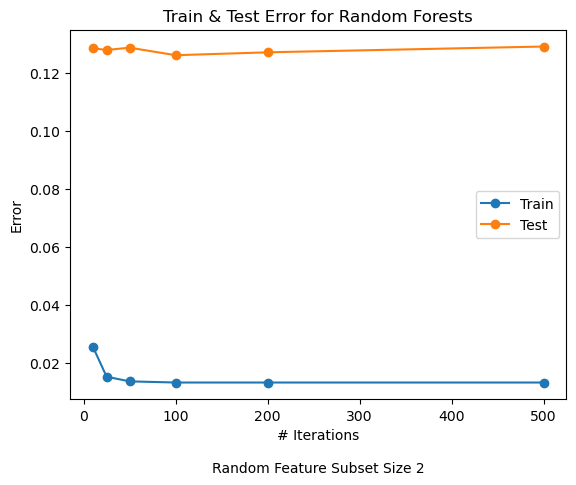 Train & Test Error for Random Forests
Error
0.12
0.10
0.08
0.06
0.04
0.02
Train
Test
0 100 200 300 400 500
# Iterations
Random Feature Subset Size 2